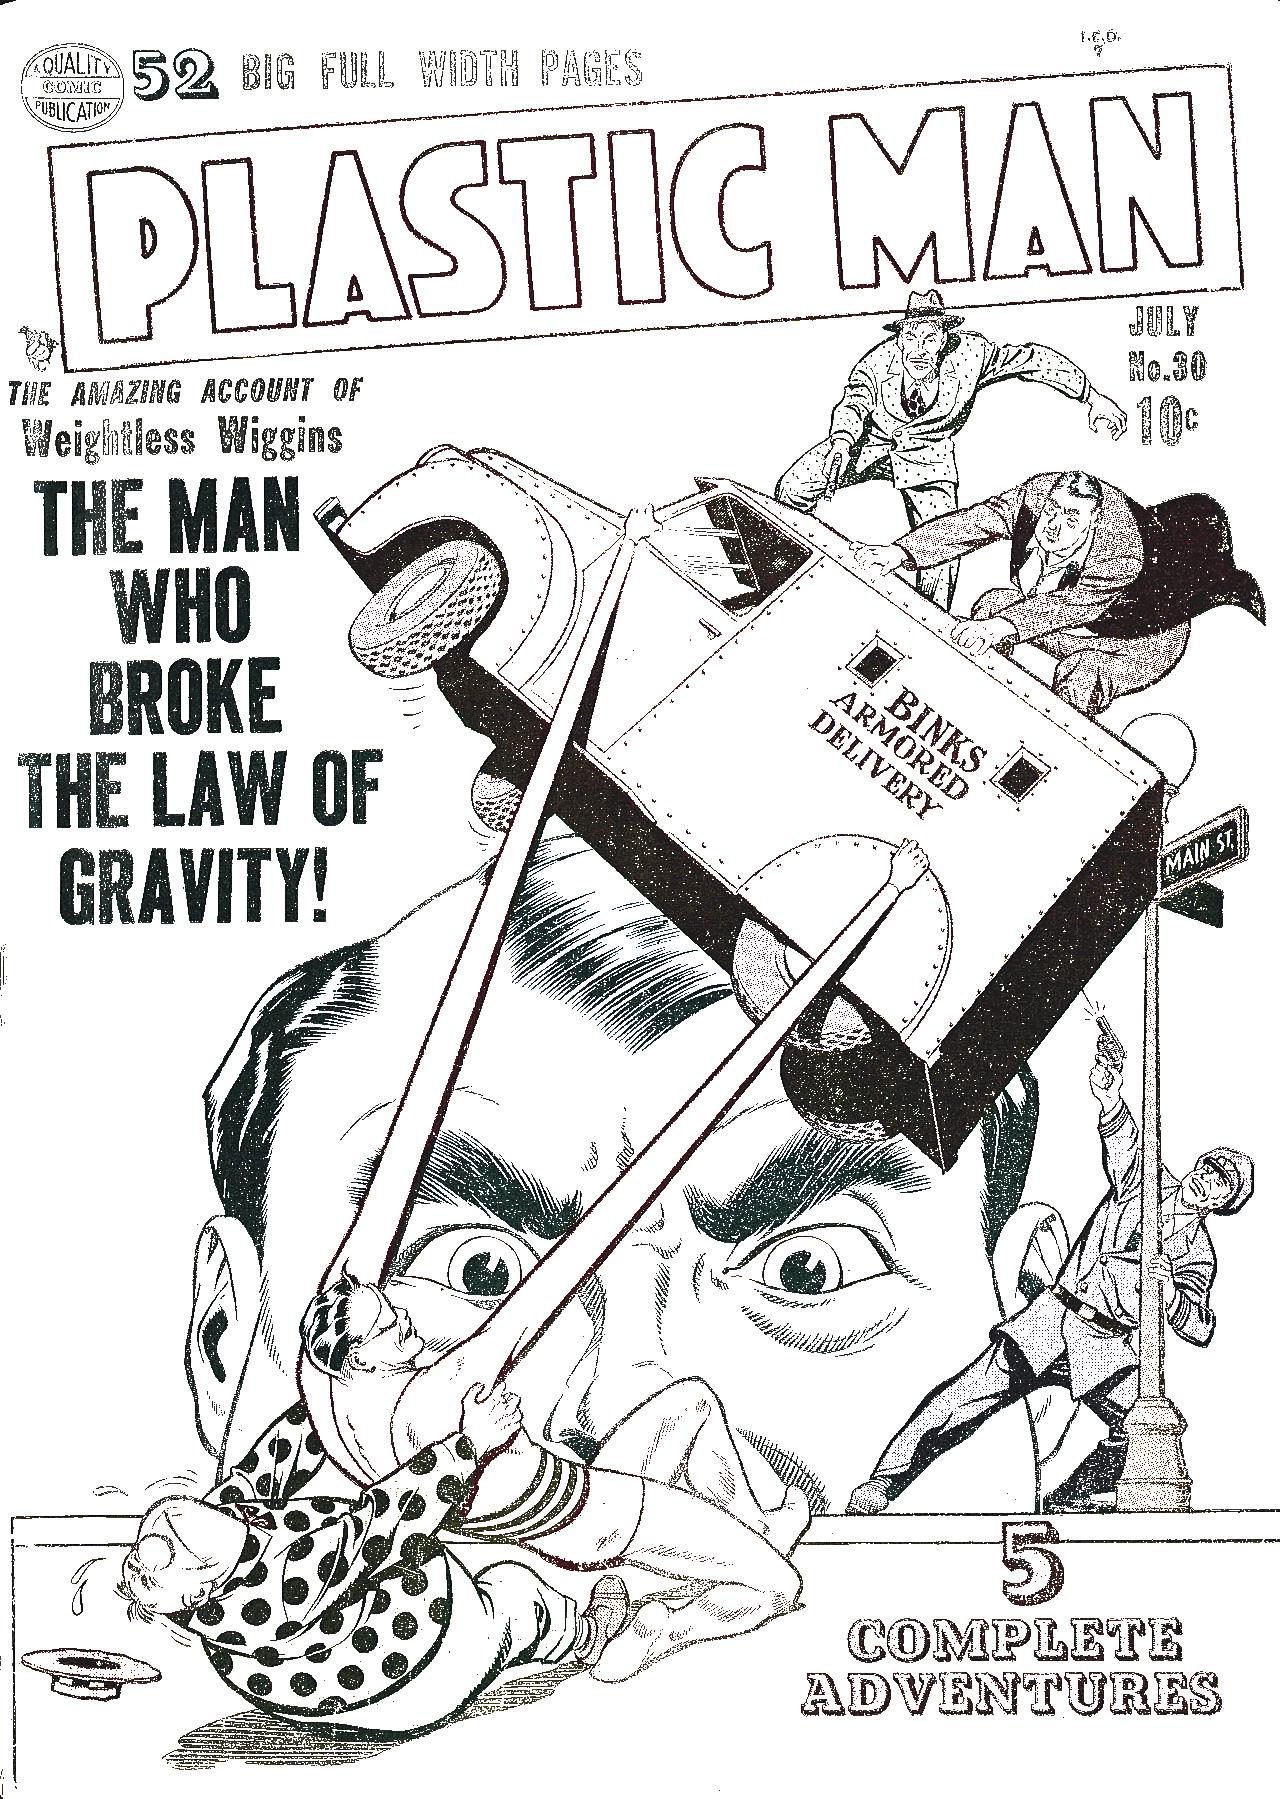 A QUALITY
COMIC
PUBLICATION
52 BIG FULL WIDTH PAGES
I.C.D.
PLASTIC MAN
JULY
No.30
10c
THE AMAZING ACCOUNT OF
Weightless Wiggins
THE MAN
WHO
BROKE
THE LAW OF
GRAVITY!
BINKS
ARMORED
DELIVERY
MAIN ST.
5
COMPLETE
ADVENTURES